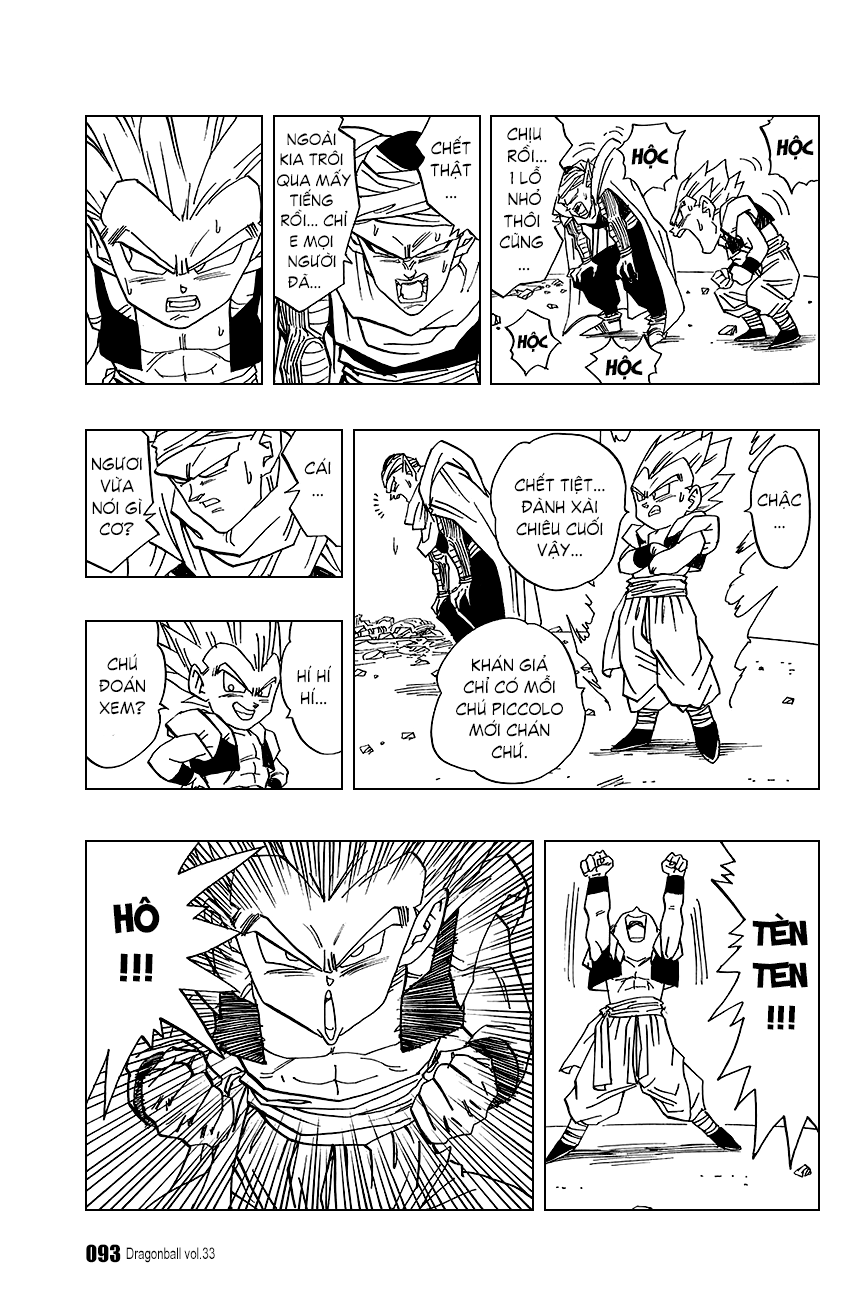 HỘC
HỘC
CHỊU
RỒI...
1 LỖ
NHỎ
THÔI
CŨNG
...
HỘC
HỘC
CHẾT
THẬT
...
NGOÀI
KIA TRÔI
QUA MẤY
TIẾNG
RỒI... CHỈ
E MỌI
NGƯỜI
ĐÃ...
CHẬC
...
CHẾT TIỆT...
ĐÀNH XÀI
CHIÊU CUỐI
VẬY...
KHÁN GIẢ
CHỈ CÓ MỖI
CHÚ PICCOLO
MỚI CHÁN
CHỨ.
CÁI
...
NGƯƠI
VỪA
NÓI GÌ
CƠ?
HÍ HÍ
HÍ...
CHÚ
ĐOÁN
XEM?
TÈN
TEN
!!!
HÔ
!!!
093 Dragonball vol.33